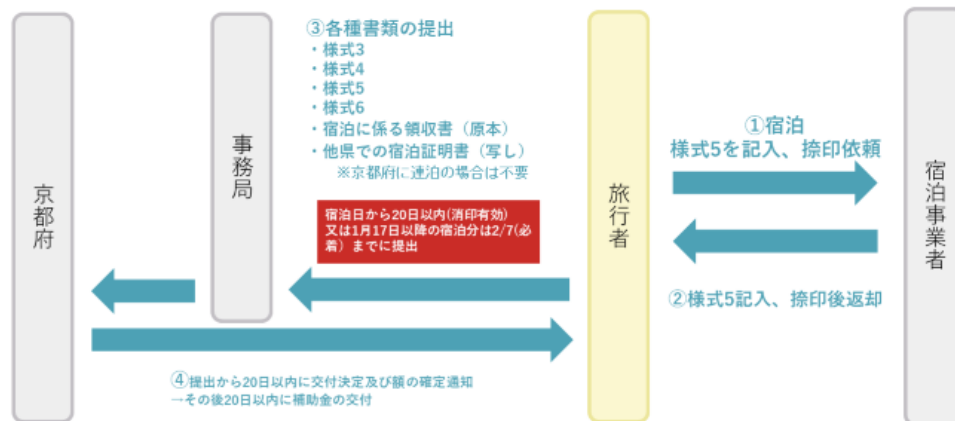 京都府
事務局
③各種書類の提出
・様式3
・様式4
・様式5
・様式6
・宿泊に係る領収書（原本）
・他県での宿泊証明書（写し）
※京都府に連泊の場合は不要
宿泊日から20日以内(消印有効)
又は1月17日以降の宿泊分は2/7(必
着）までに提出
旅行者
①宿泊
様式5を記入、捺印依頼
②様式5記入、捺印後返却
宿泊事業者
④提出から20日以内に交付決定及び額の確定通知
→その後20日以内に補助金の交付